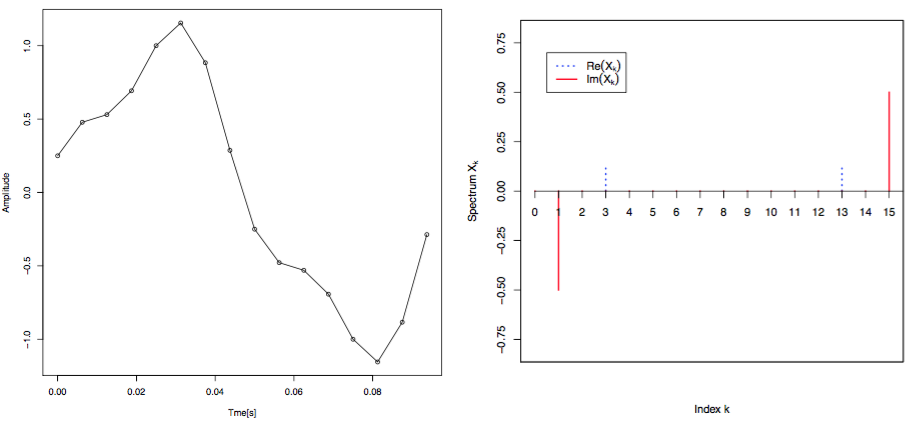 Amplitude
1.0
0.5
0.0
−0.5
−1.0
0.00 0.02 0.04 0.06 0.08
Tme[s]
Spectrum Xk
0.75
0.50
0.25
0.00
−0.25
−0.50
−0.75
Re(Xk)
Im(Xk)
0 1 2 3 4 5 6 7 8 9 10 11 12 13 14 15
Index k